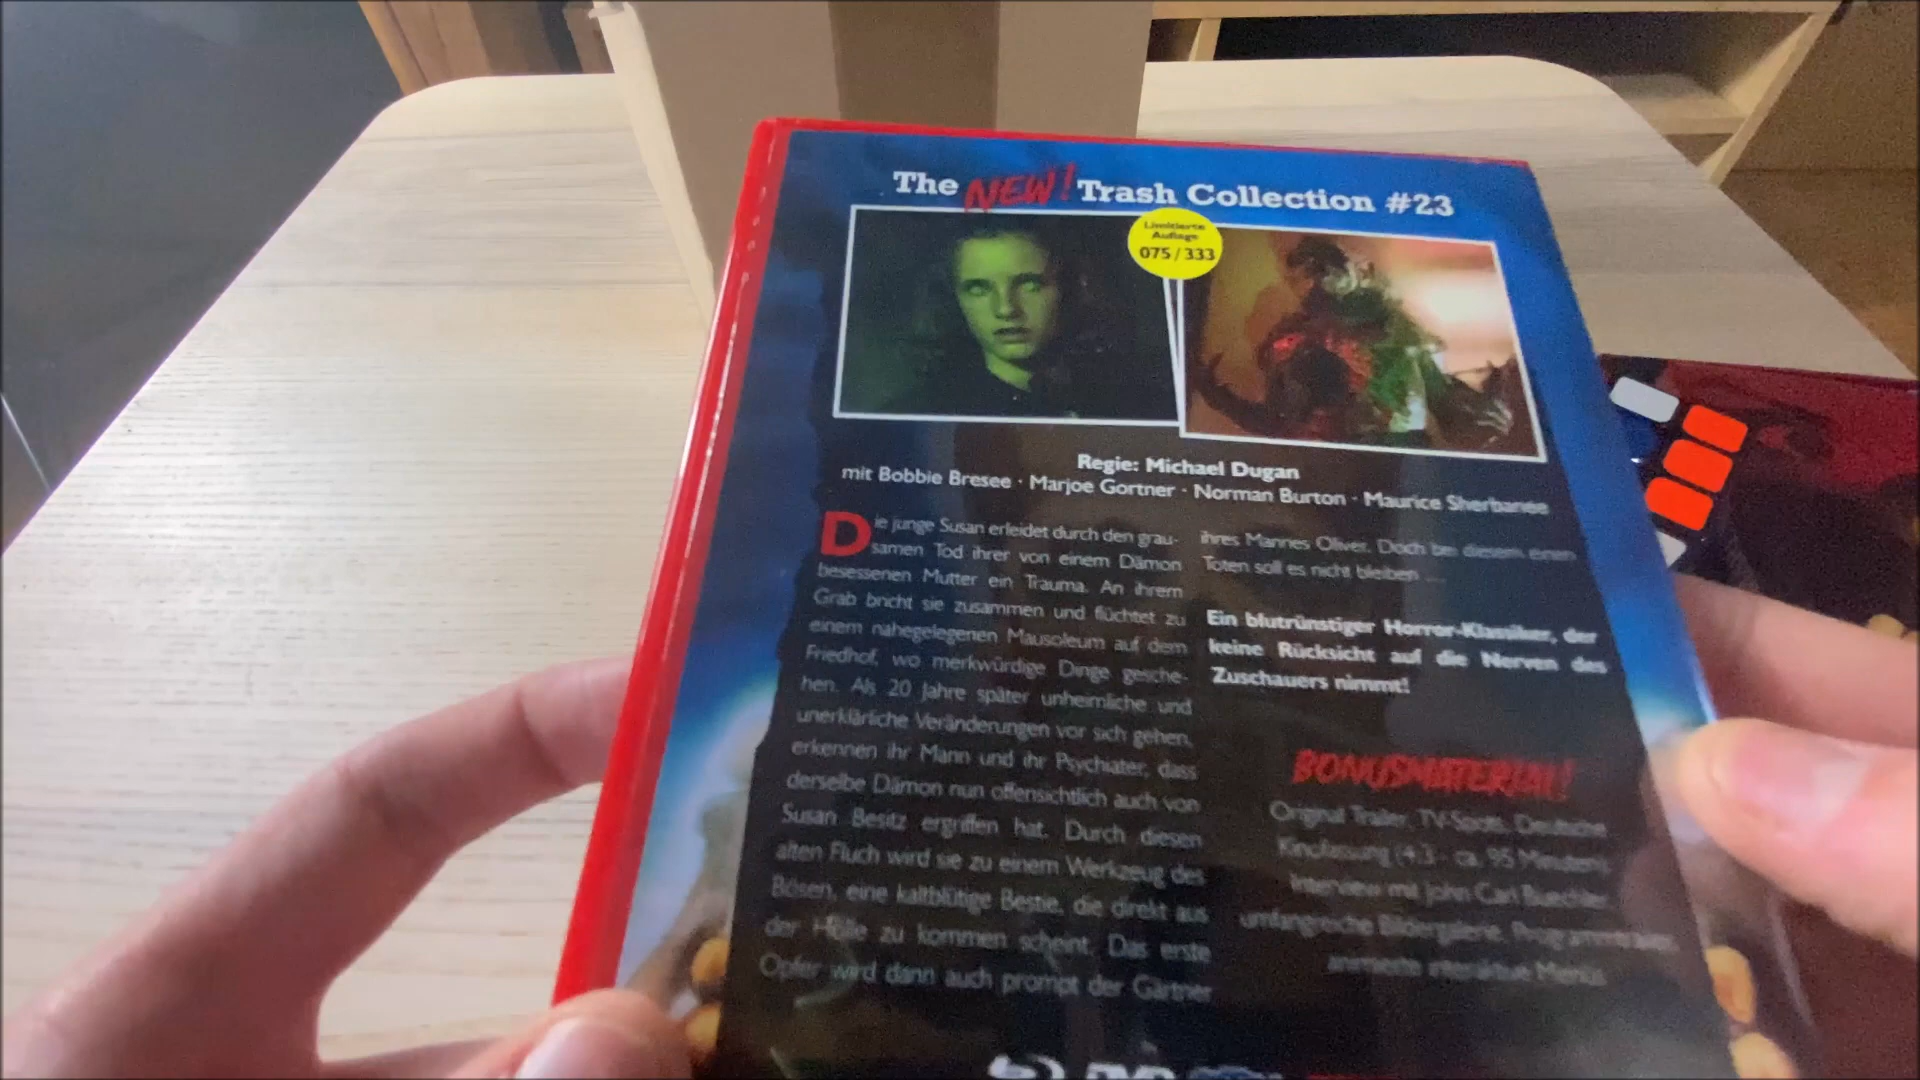 The NEW! Trash Collection #23
Limitierte
Auflage
075 / 333
Regie: Michael Dugan
mit Bobbie Bresee · Marjoe Gortner · Norman Burton · Maurice Sherbanée
Die junge Susan erleidet durch den grau-
samen Tod ihrer von einem Dämon
besessenen Mutter ein Trauma. An ihrem
Grab bricht sie zusammen und flüchtet zu
einem nahegelegenen Mausoleum auf dem
Friedhof, wo merkwürdige Dinge gesche-
hen. Als 20 Jahre später unheimliche und
unerklärliche Veränderungen vor sich gehen,
erkennen ihr Mann und ihr Psychiater, dass
derselbe Dämon nun offensichtlich auch von
Susan Besitz ergriffen hat. Durch diesen
alten Fluch wird sie zu einem Werkzeug des
Bösen, eine kaltblütige Bestie, die direkt aus
der Hölle zu kommen scheint. Das erste
Opfer wird dann auch prompt der Gärtner
ihres Mannes Oliver. Doch bei diesem einen
Toten soll es nicht bleiben ...
Ein blutrünstiger Horror-Klassiker, der
keine Rücksicht auf die Nerven des
Zuschauers nimmt!
BONUSMATERIAL!
Original Trailer, TV-Spots, Deutsche
Kinofassung (4:3 - ca. 95 Minuten),
Interview mit John Carl Buechler,
umfangreiche Bildergalerie,
animierte interaktive Menüs
DVD